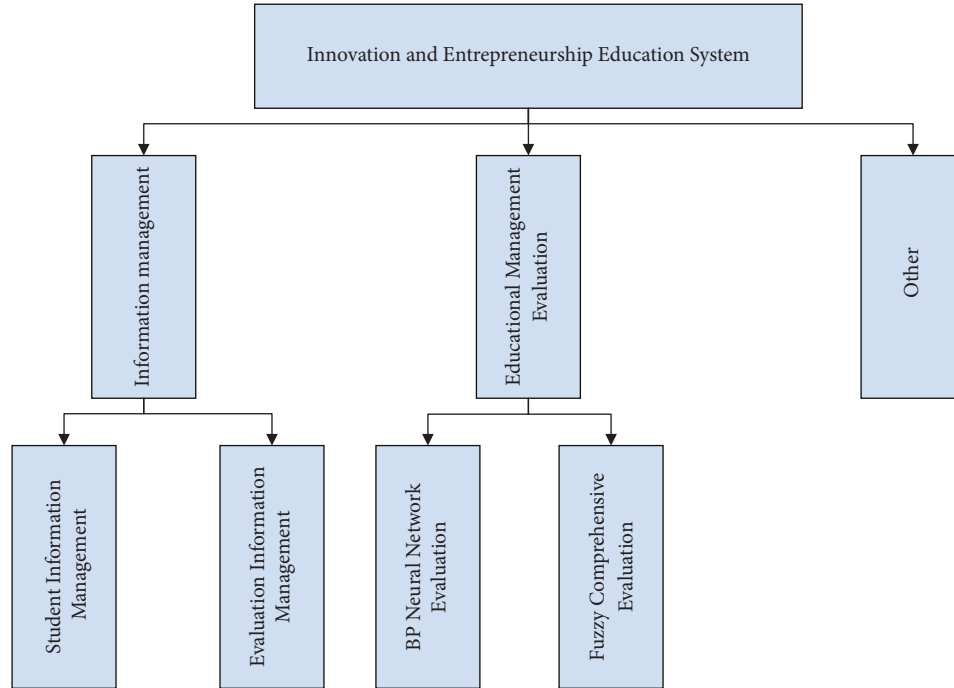 Innovation and Entrepreneurship Education System
Information management
Educational Management
Evaluation
Other
Student Information
Management
Evaluation Information
Management
BP Neural Network
Evaluation
Fuzzy Comprehensive
Evaluation